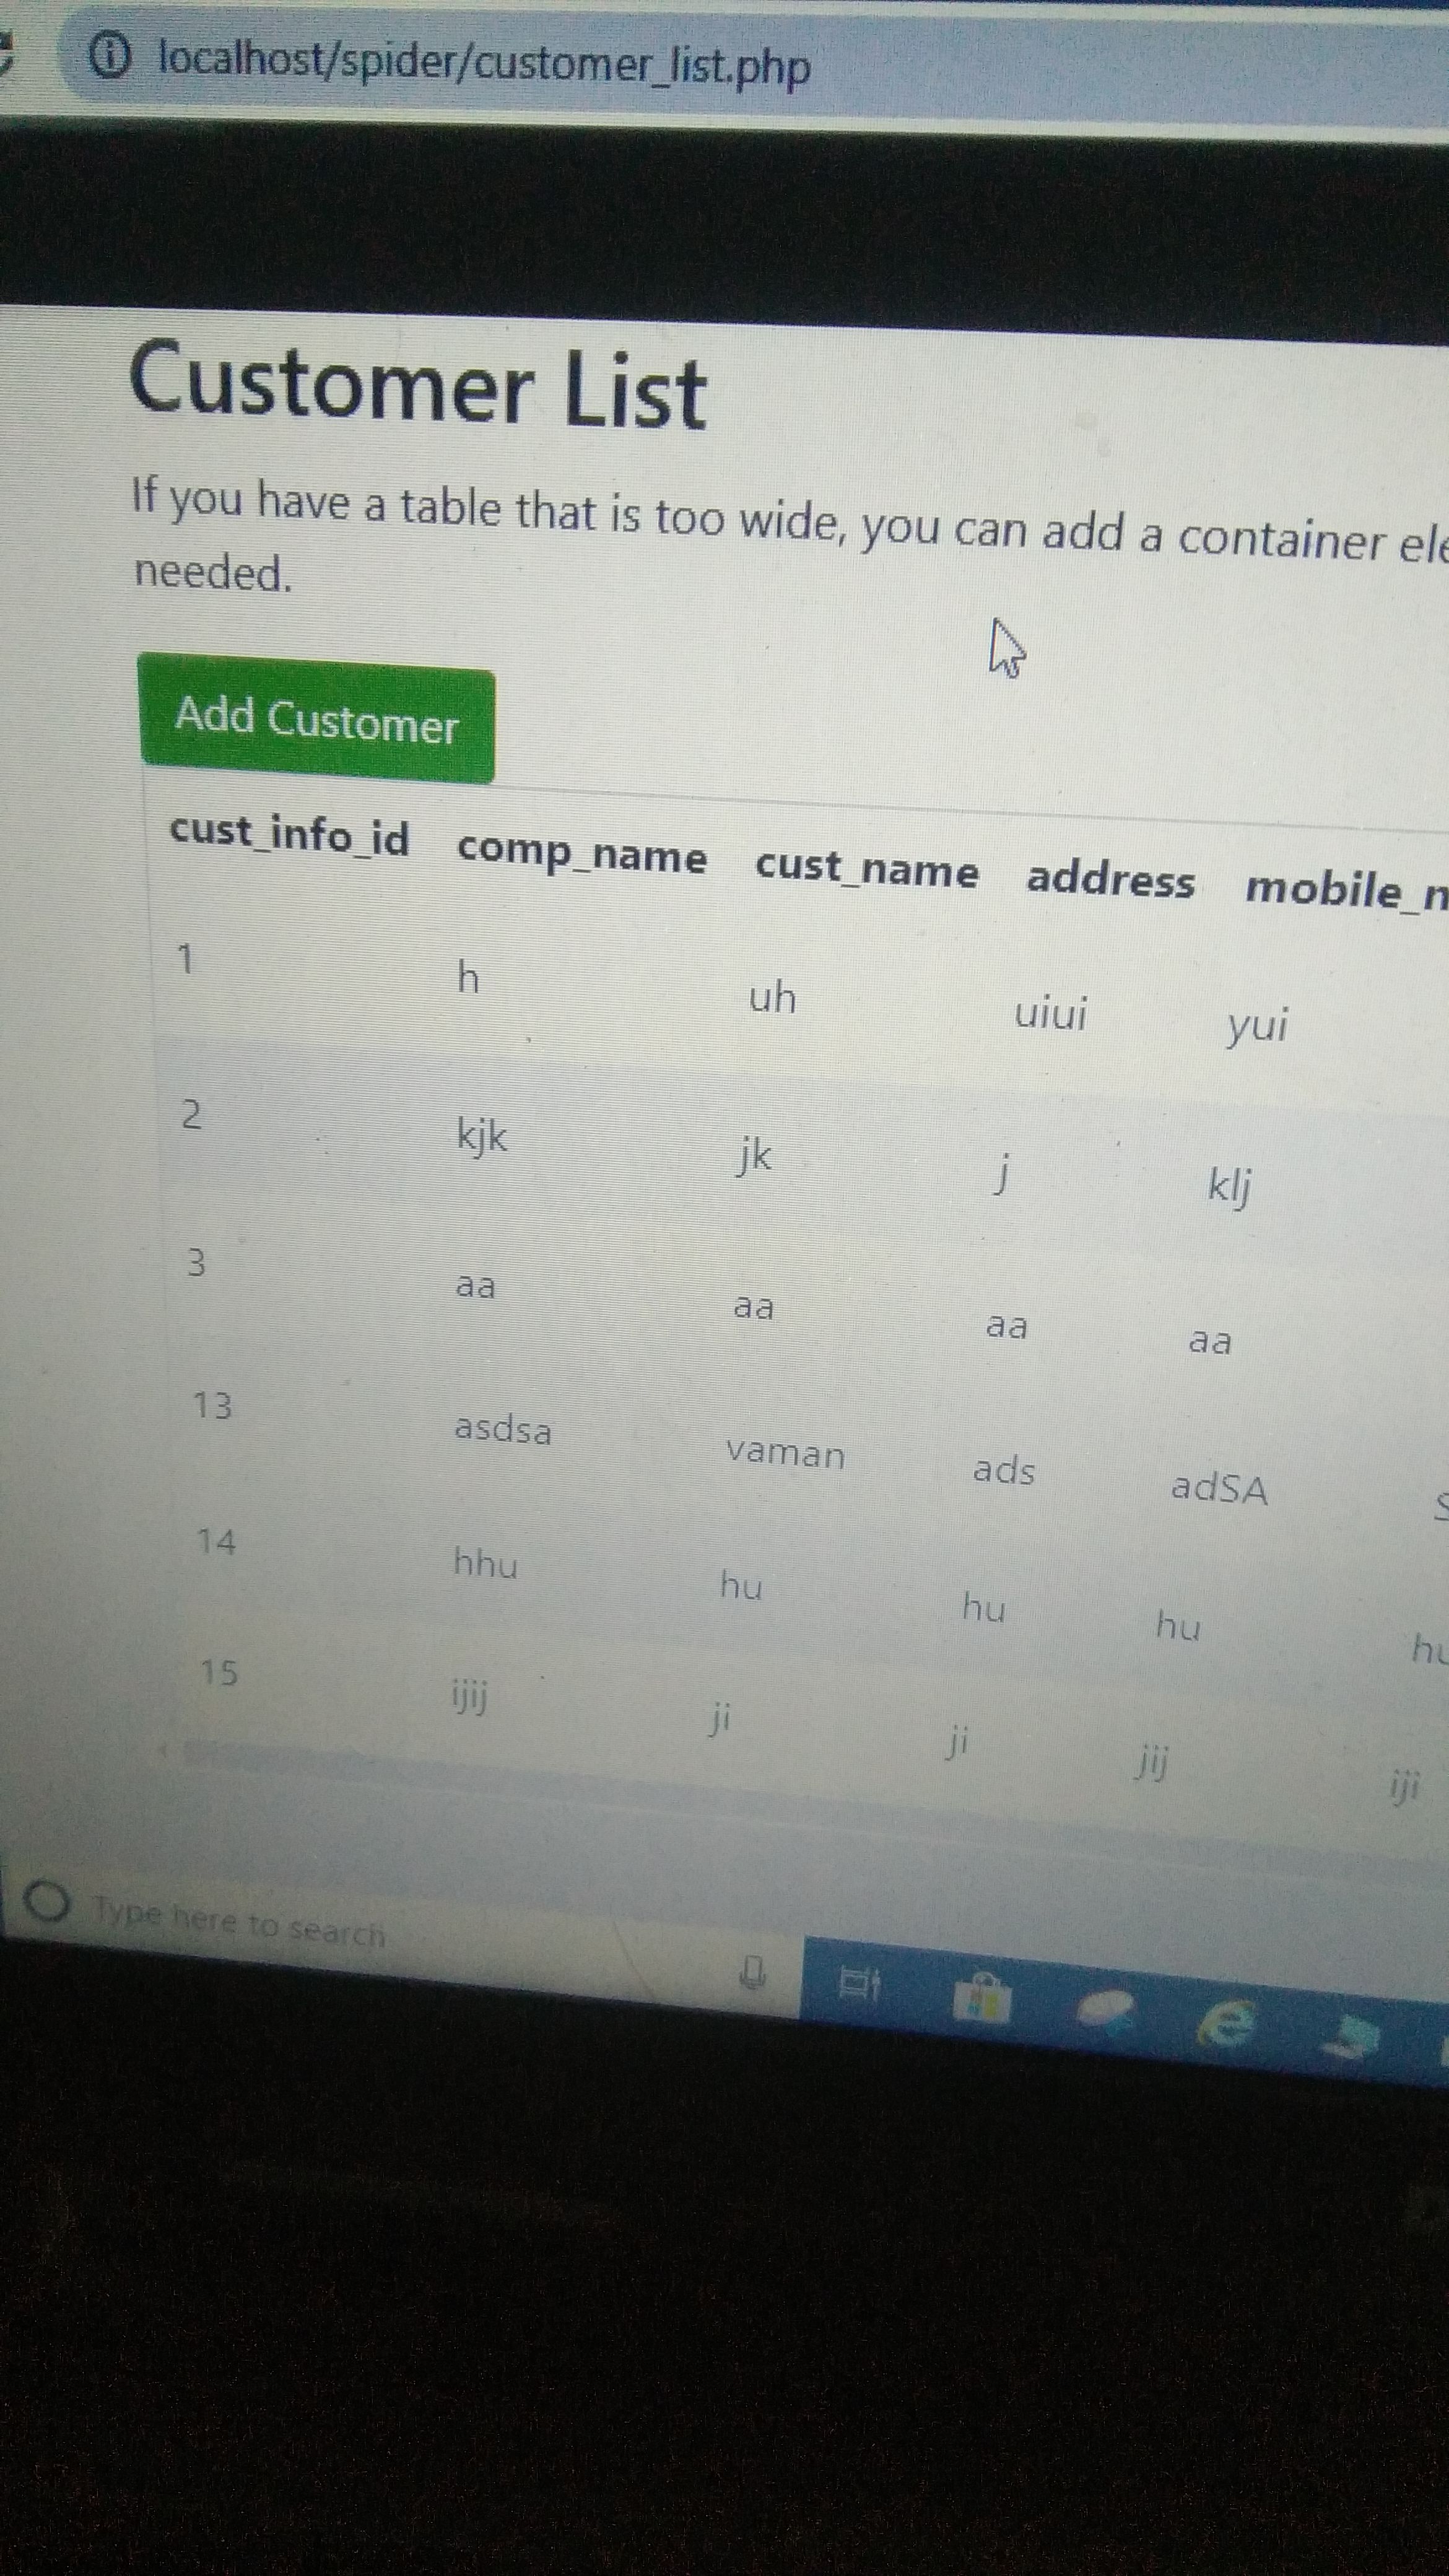 localhost/spider/customer_list.php
Customer List
If you have a table that is too wide, you can add a container ele
needed.
Add Customer
cust_info_id comp_name cust_name address mobile_n
1 h uh uiui yui
2 kjk jk j klj
3 aa aa aa aa
13 asdsa vaman ads adSA
14 hhu hu hu hu hu
15 ijij ji ji jij iji
Type here to search